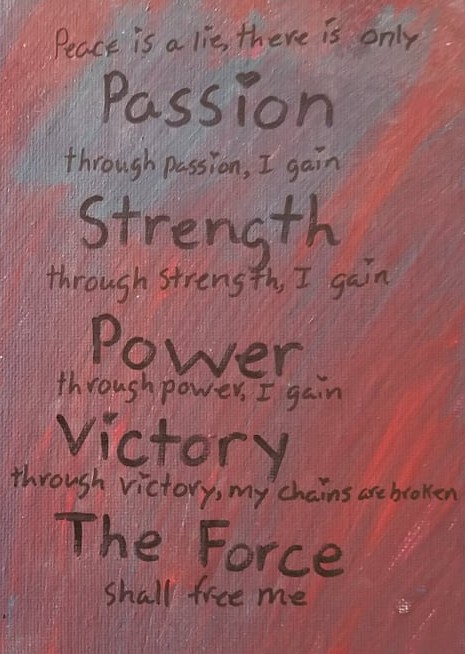 Peace is a lie, there is only
Passion
through passion, I gain
Strength
through strength, I gain
Power
through power, I gain
Victory
through victory, my chains are broken
The Force
shall free me